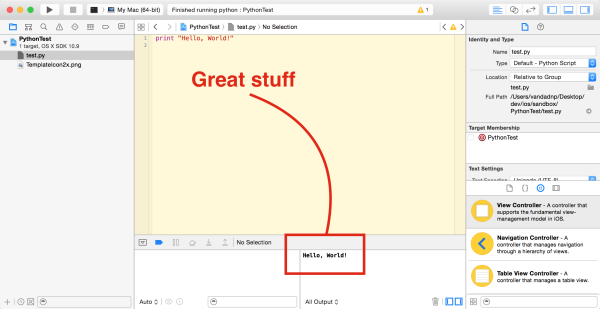 My Mac (64-bit)
Finished running python : PythonTest
1
PythonTest
1 target, OS X SDK 10.9
test.py
TemplateIcon2x.png
PythonTest
test.py
No Selection
1 print "Hello, World!"
2
Great stuff
No Selection
Hello, World!
Auto
All Output
Identity and Type
Name test.py
Type Default - Python Script
Location Relative to Group
test.py
Full Path /Users/vandadnp/Desktop/
dev/ios/sandbox/
PythonTest/test.py
Target Membership
PythonTest
Text Settings
View Controller - A controller that
supports the fundamental view-
management model in iOS.
Navigation Controller - A
controller that manages navigation
through a hierarchy of views.
Table View Controller - A
controller that manages a table view.